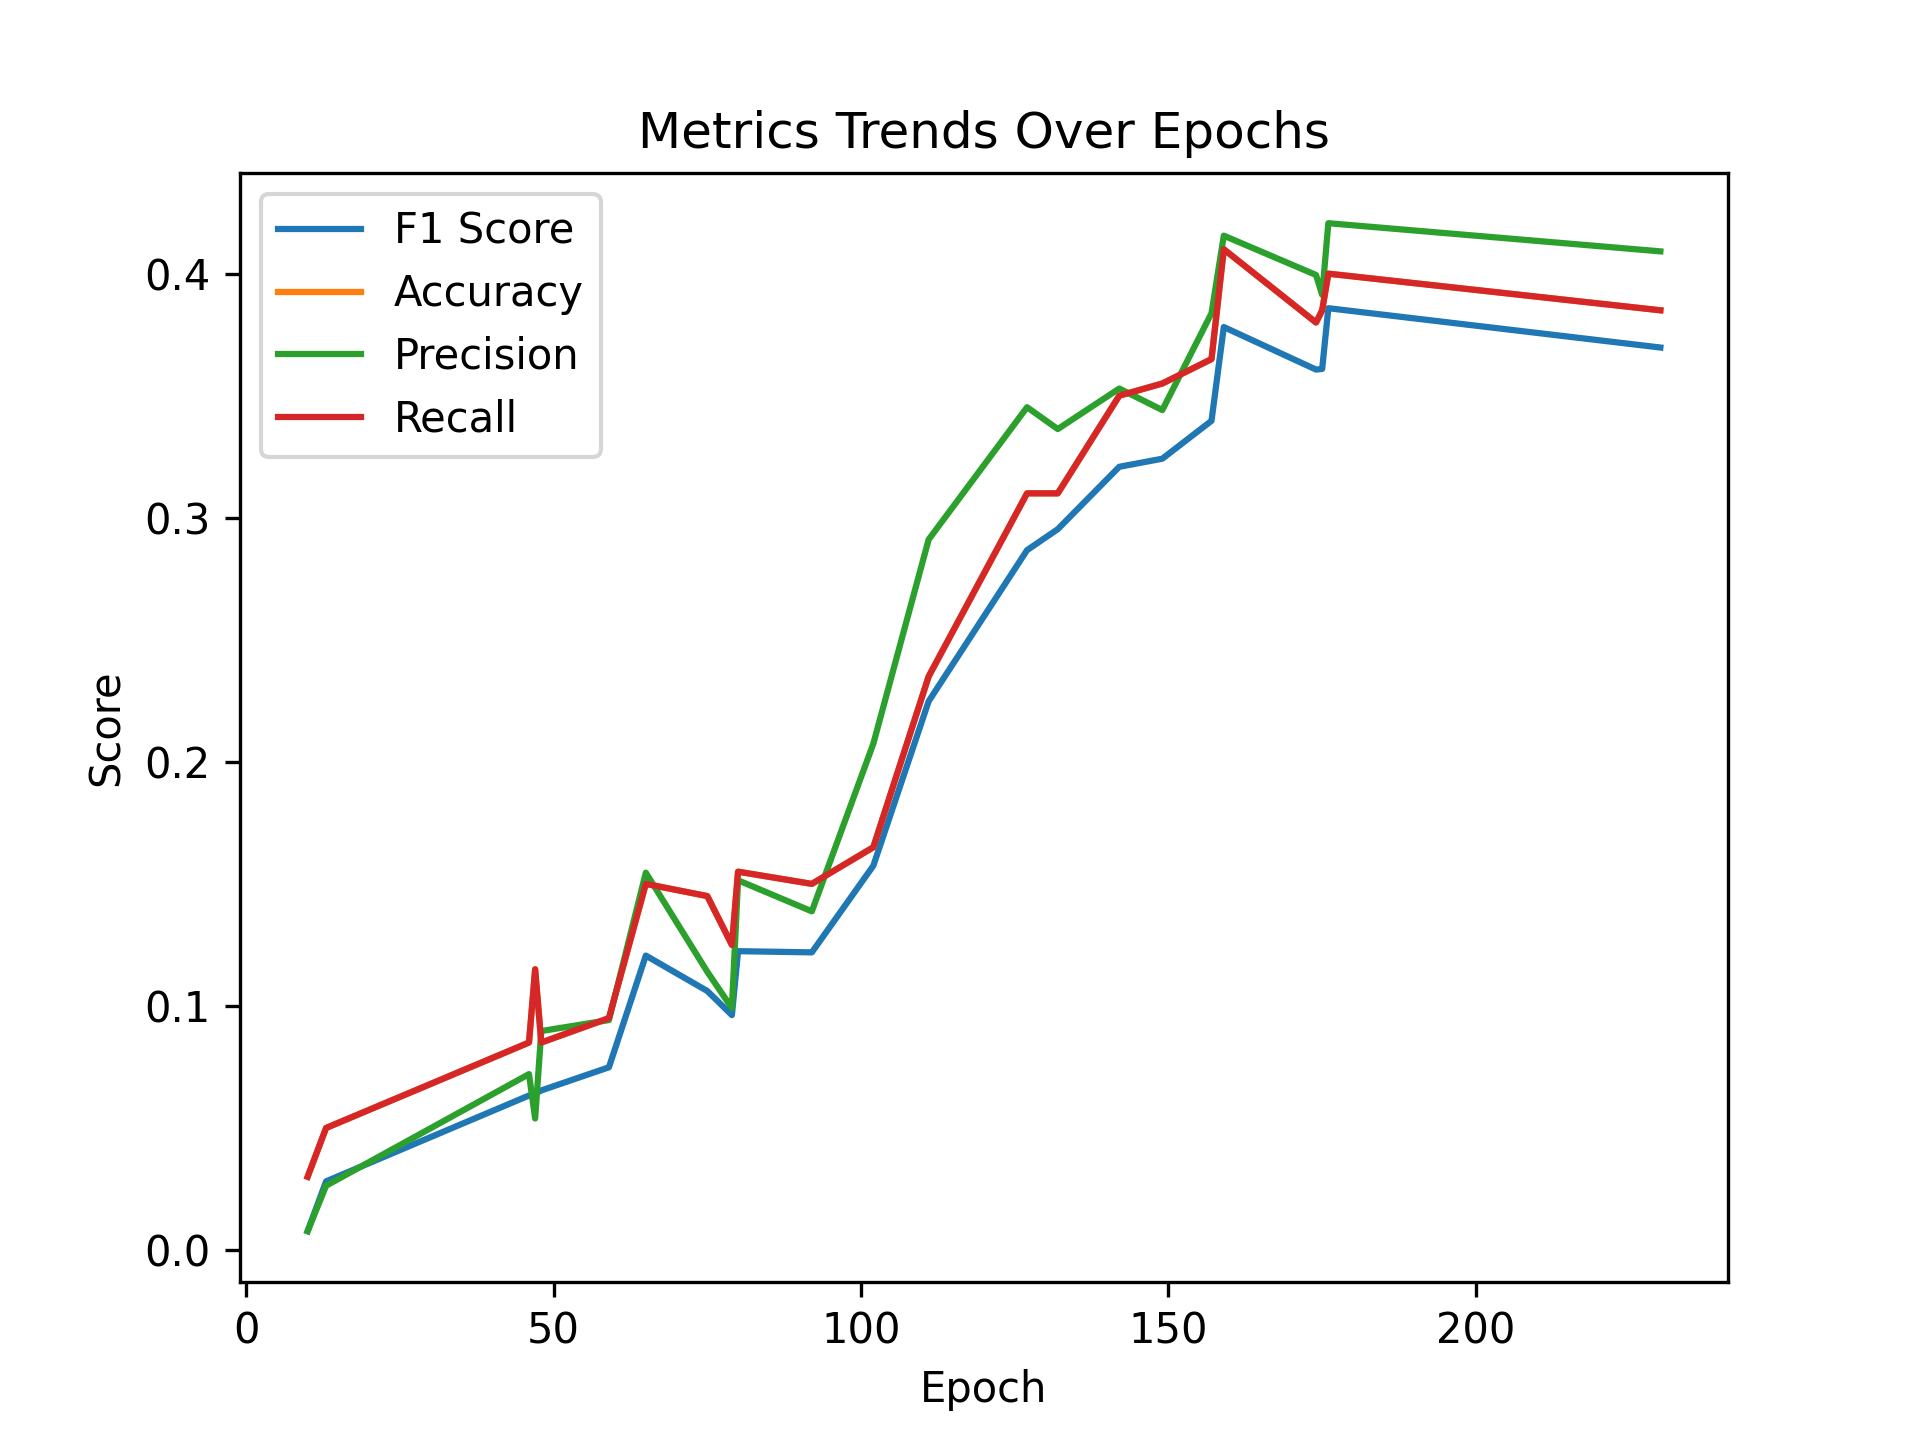 Metrics Trends Over Epochs
F1 Score
Accuracy
Precision
Recall
0.4
0.3
0.2
0.1
0.0
Score
0
50
100
150
200
Epoch